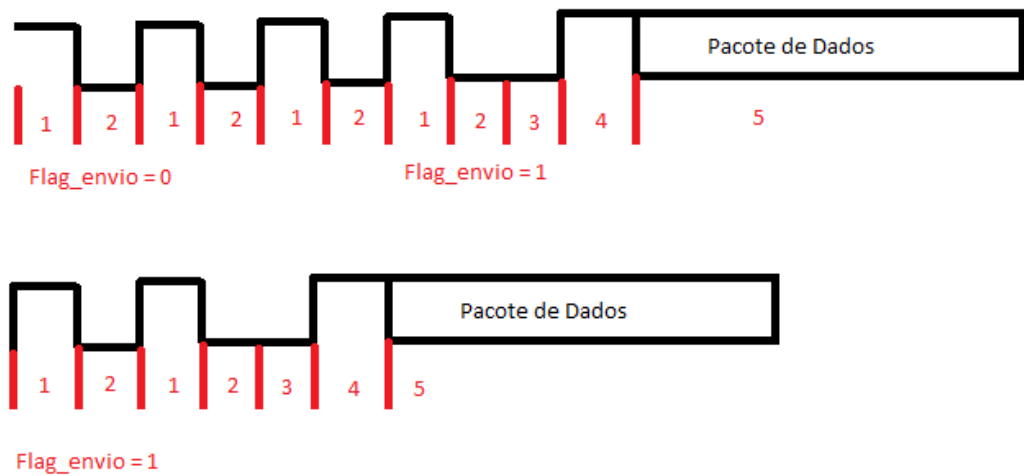 Pacote de Dados
1 2 1 2 1 2 1 2 3 4 5
Flag_envio = 0 Flag_envio = 1
Pacote de Dados
1 2 1 2 3 4 5
Flag_envio = 1